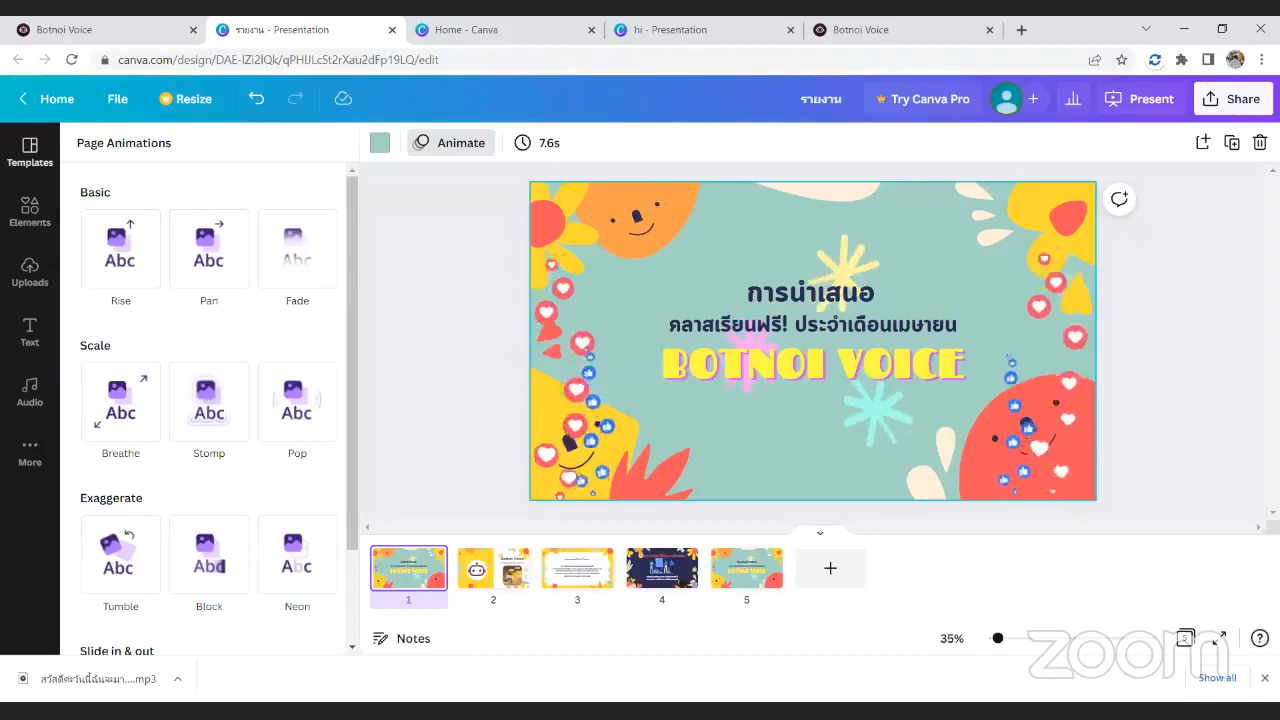 Botnoi Voice
รายงาน - Presentation
Home - Canva
hi - Presentation
Botnoi Voice
canva.com/design/DAE-IZi2IQk/qPHIJLcSt2rXau2dFp19LQ/edit
Home
File
Resize
รายงาน
Try Canva Pro
Present
Share
Templates
Elements
Uploads
Text
Audio
More
Page Animations
Animate
7.6s
Basic
Abc
Abc
Abc
Rise
Pan
Fade
Scale
Abc
Abc
Abc
Breathe
Stomp
Pop
Exaggerate
Abc
Abc
Abc
Tumble
Block
Neon
Slide in & out
การนำเสนอ
คลาสเรียนฟรี! ประจำเดือนเมษายน
BOTNOI VOICE
1
2
3
4
5
Notes
35%
5
zoom
สวัสดีค่ะวันนี้ฉันจะมา....mp3
Show all